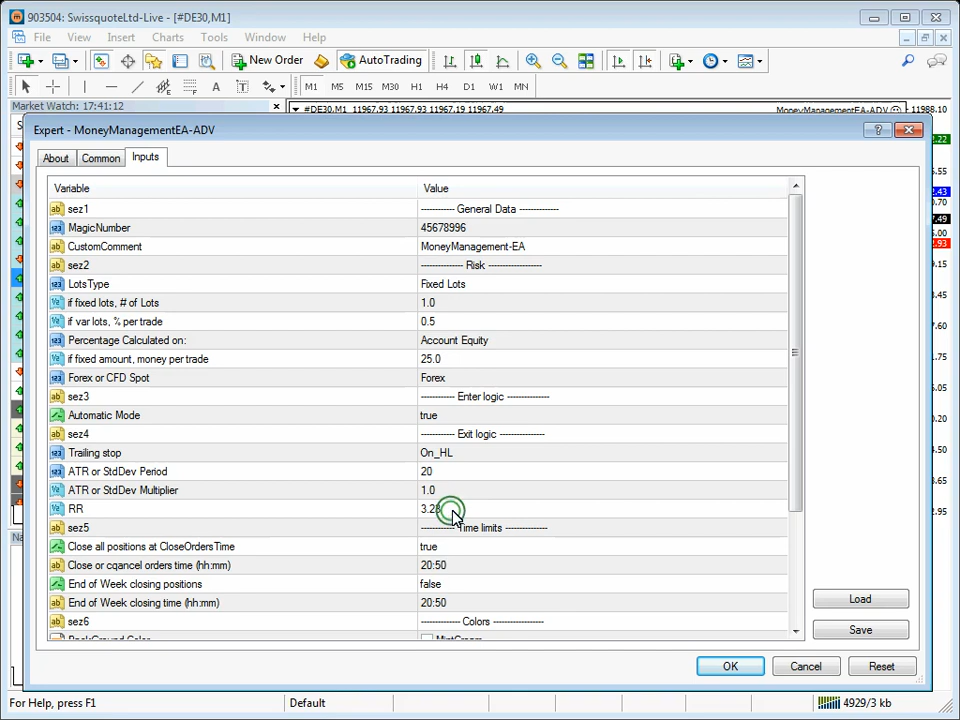 903504: SwissquoteLtd-Live - [#DE30,M1]
File View Insert Charts Tools Window Help
New Order AutoTrading
A T M1 M5 M15 M30 H1 H4 D1 W1 MN
Market Watch: 17:41:12
#DE30,M1 11967.93 11967.93 11967.19 11967.49
MoneyManagementEA-ADV
11988.10
Expert - MoneyManagementEA-ADV
About Common Inputs
Variable Value
sez1 ----------- General Data --------------
MagicNumber 45678996
CustomComment MoneyManagement-EA
sez2 -------------- Risk ------------------
LotsType Fixed Lots
if fixed lots, # of Lots 1.0
if var lots, % per trade 0.5
Percentage Calculated on: Account Equity
if fixed amount, money per trade 25.0
Forex or CFD Spot Forex
sez3 ------------ Enter logic --------------
Automatic Mode true
sez4 ------------ Exit logic ---------------
Trailing stop On_HL
ATR or StdDev Period 20
ATR or StdDev Multiplier 1.0
RR
sez5 ------------ Time limits --------------
Close all positions at CloseOrdersTime true
Close or cqancel orders time (hh:mm) 20:50
End of Week closing positions false
End of Week closing time (hh:mm) 20:50
sez6 -------------- Colors ------------------
BackGround Color MintCream
Load
Save
OK Cancel Reset
For Help, press F1 Default 4929/3 kb